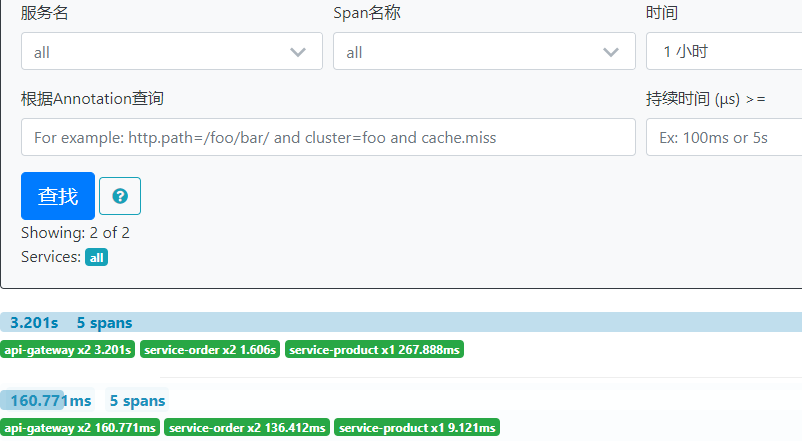 服务名 Span名称 时间
all all 1 小时
根据Annotation查询 持续时间 (μs) >=
For example: http.path=/foo/bar/ and cluster=foo and cache.miss Ex: 100ms or 5s
查找 ?
Showing: 2 of 2
Services: all
3.201s 5 spans
api-gateway x2 3.201s service-order x2 1.606s service-product x1 267.888ms
160.771ms 5 spans
api-gateway x2 160.771ms service-order x2 136.412ms service-product x1 9.121ms